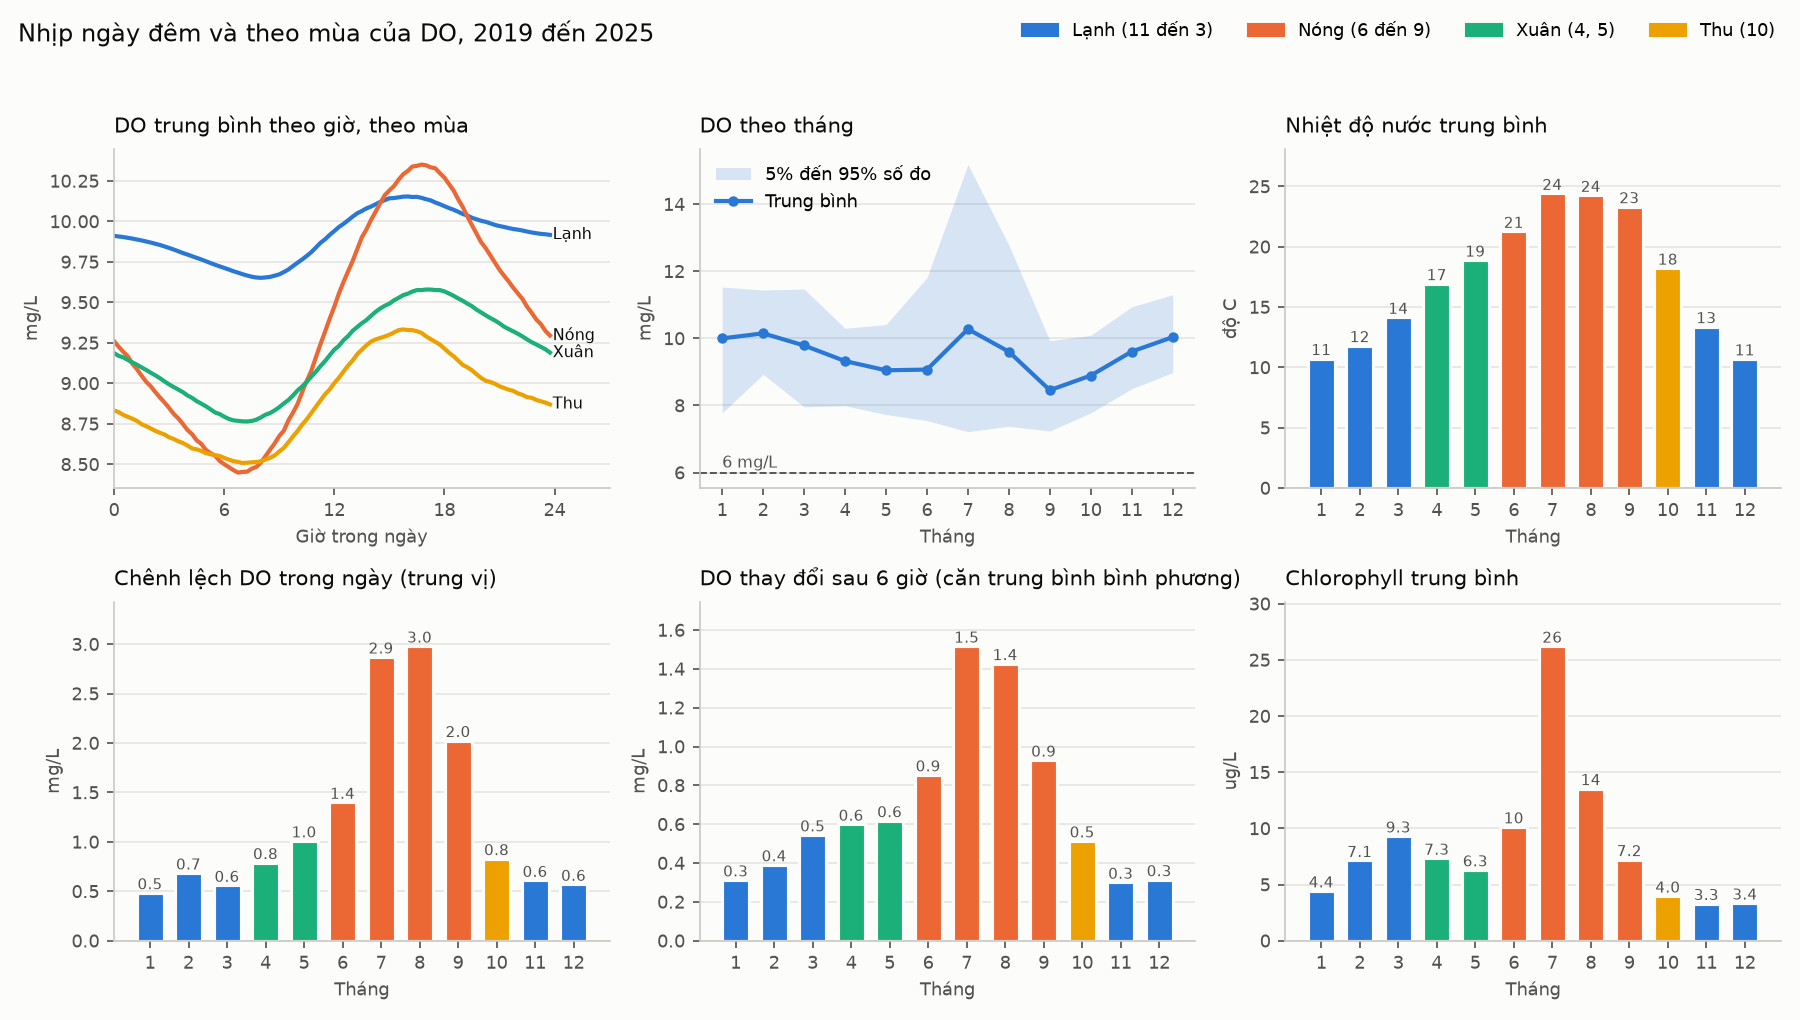 Nhịp ngày đêm và theo mùa của DO, 2019 đến 2025
Lạnh (11 đến 3)
Nóng (6 đến 9)
Xuân (4, 5)
Thu (10)
DO trung bình theo giờ, theo mùa
mg/L
10.25
10.00
9.75
9.50
9.25
9.00
8.75
8.50
Lạnh
Nóng
Xuân
Thu
0 6 12 18 24
Giờ trong ngày
DO theo tháng
5% đến 95% số đo
Trung bình
mg/L
14
12
10
8
6
6 mg/L
1 2 3 4 5 6 7 8 9 10 11 12
Tháng
Nhiệt độ nước trung bình
độ C
25
20
15
10
5
0
11 12 14 17 19 21 24 24 23 18 13 11
1 2 3 4 5 6 7 8 9 10 11 12
Tháng
Chênh lệch DO trong ngày (trung vị)
mg/L
3.0
2.5
2.0
1.5
1.0
0.5
0.0
0.5 0.7 0.6 0.8 1.0 1.4 2.9 3.0 2.0 0.8 0.6 0.6
1 2 3 4 5 6 7 8 9 10 11 12
Tháng
DO thay đổi sau 6 giờ (căn trung bình bình phương)
mg/L
1.6
1.4
1.2
1.0
0.8
0.6
0.4
0.2
0.0
0.3 0.4 0.5 0.6 0.6 0.9 1.5 1.4 0.9 0.5 0.3 0.3
1 2 3 4 5 6 7 8 9 10 11 12
Tháng
Chlorophyll trung bình
ug/L
30
25
20
15
10
5
0
4.4 7.1 9.3 7.3 6.3 10 26 14 7.2 4.0 3.3 3.4
1 2 3 4 5 6 7 8 9 10 11 12
Tháng